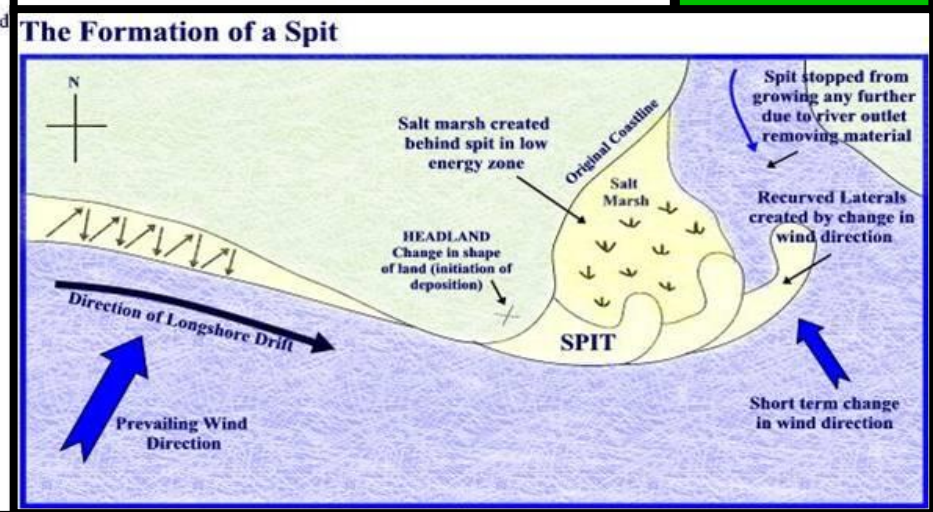 d
The Formation of a Spit
N
Spit stopped from
growing any further
due to river outlet
removing material
Salt marsh created
behind spit in low
energy zone
Original Coastline
Salt
Marsh
Recurved Laterals
created by change in
wind direction
HEADLAND
Change in shape
of land (initiation of
deposition)
Direction of Longshore Drift
SPIT
Prevailing Wind
Direction
Short term change
in wind direction